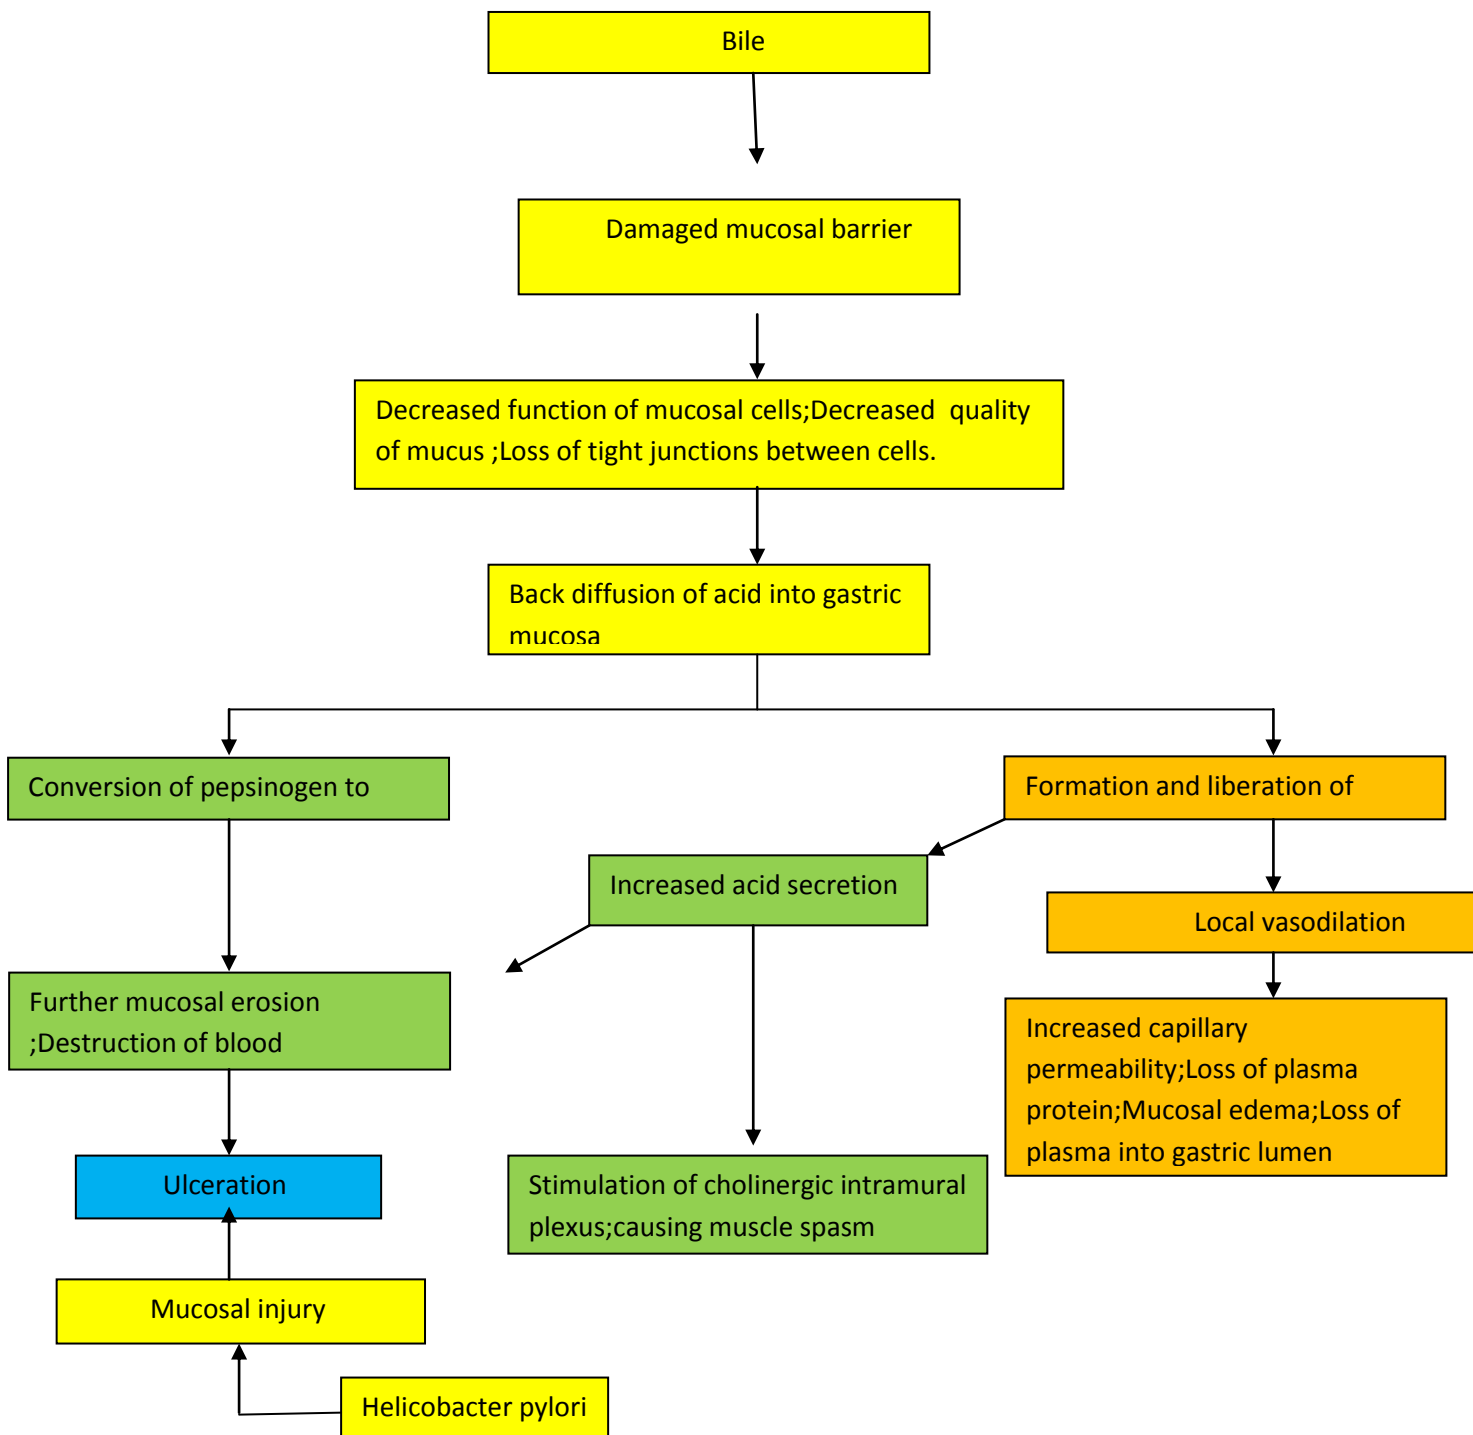 Bile
Damaged mucosal barrier
Decreased function of mucosal cells;Decreased  quality
of mucus ;Loss of tight junctions between cells.
Back diffusion of acid into gastric
mucosa
Conversion of pepsinogen to
Formation and liberation of
Increased acid secretion
Local vasodilation
Further mucosal erosion
;Destruction of blood
Increased capillary
permeability;Loss of plasma
protein;Mucosal edema;Loss of
plasma into gastric lumen
Ulceration
Stimulation of cholinergic intramural
plexus;causing muscle spasm
Mucosal injury
Helicobacter pylori